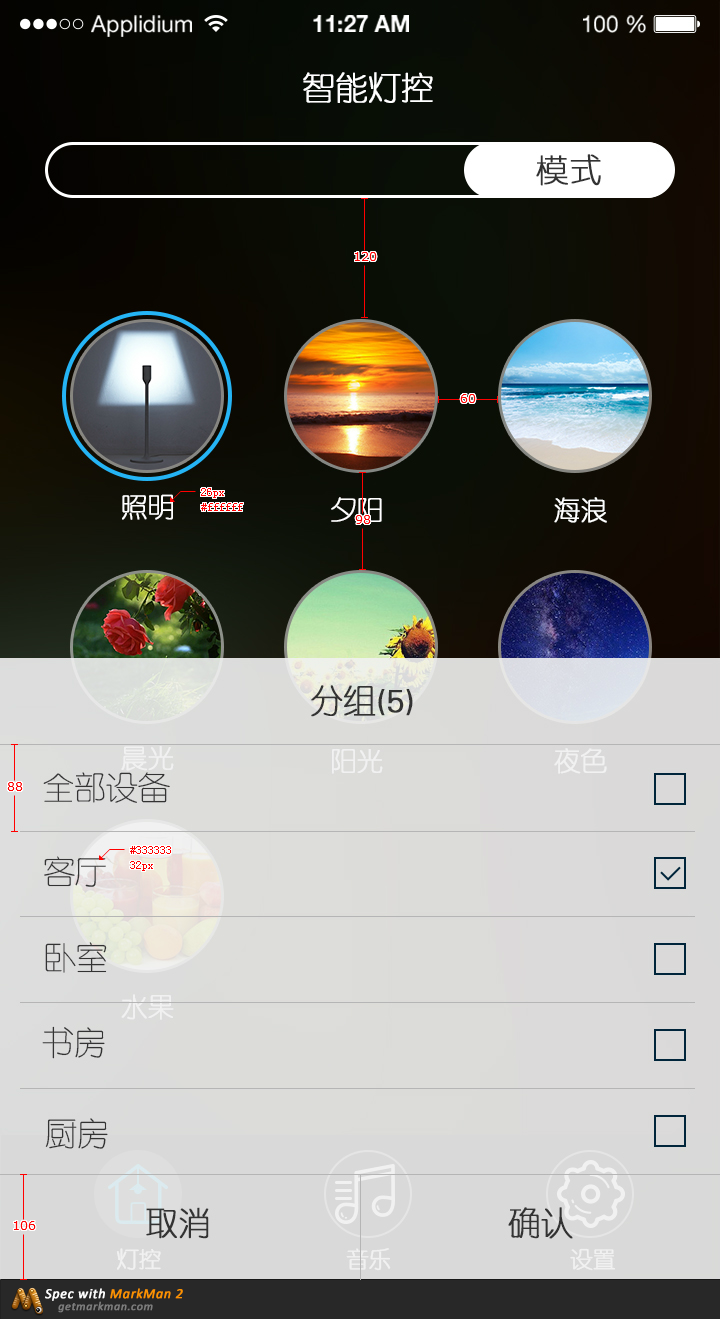 Applidium 11:27 AM 100 %
智能灯控
模式
120
60
照明 夕阳 海浪
26px
#ffffff
98
分组(5)
晨光 阳光 夜色
88
全部设备
客厅
#333333
32px
卧室
水果
书房
厨房
106
取消 确认
灯控 音乐 设置
Spec with MarkMan 2
getmarkman.com